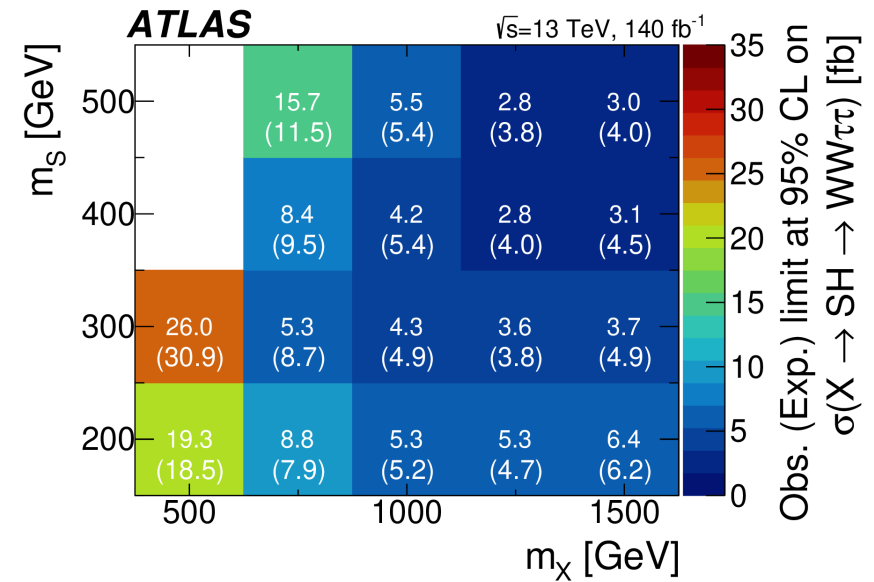 ATLAS
√s=13 TeV, 140 fb⁻¹
m_S [GeV]
500
400
300
200
15.7 5.5 2.8 3.0
(11.5) (5.4) (3.8) (4.0)
8.4 4.2 2.8 3.1
(9.5) (5.4) (4.0) (4.5)
26.0 5.3 4.3 3.6 3.7
(30.9) (8.7) (4.9) (3.8) (4.9)
19.3 8.8 5.3 5.3 6.4
(18.5) (7.9) (5.2) (4.7) (6.2)
500 1000 1500
m_X [GeV]
35
30
25
20
15
10
5
0
Obs. (Exp.) limit at 95% CL on
σ(X → SH → WWττ) [fb]